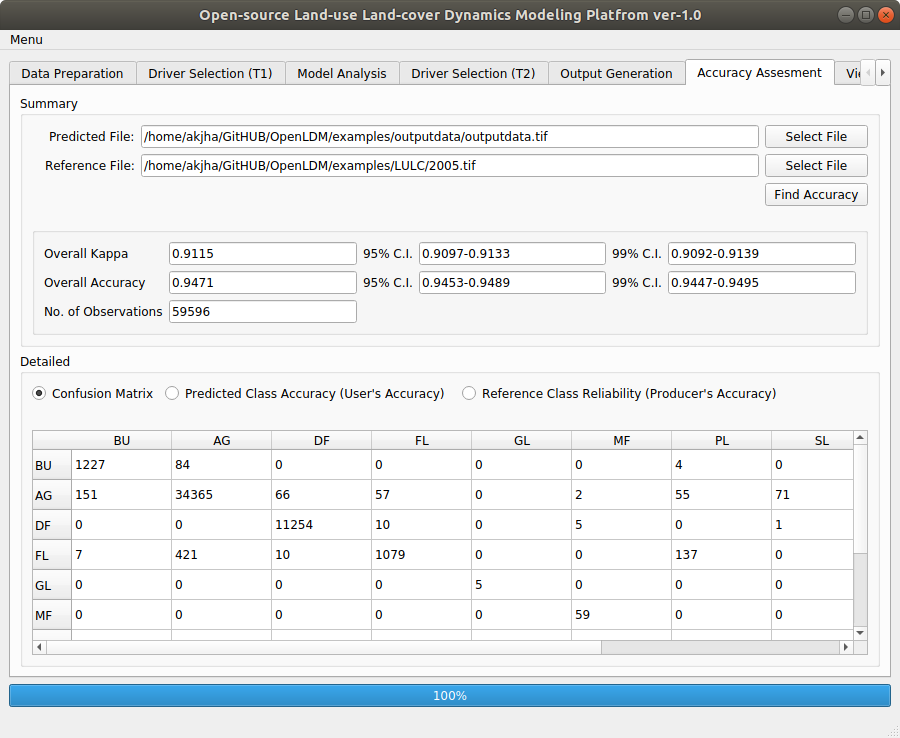 Open-source Land-use Land-cover Dynamics Modeling Platfrom ver-1.0
Menu
Data Preparation Driver Selection (T1) Model Analysis Driver Selection (T2) Output Generation Accuracy Assesment
Summary
Predicted File: /home/akjha/GitHUB/OpenLDM/examples/outputdata/outputdata.tif Select File
Reference File: /home/akjha/GitHUB/OpenLDM/examples/LULC/2005.tif Select File
Find Accuracy
Overall Kappa 0.9115 95% C.I. 0.9097-0.9133 99% C.I. 0.9092-0.9139
Overall Accuracy 0.9471 95% C.I. 0.9453-0.9489 99% C.I. 0.9447-0.9495
No. of Observations 59596
Detailed
Confusion Matrix Predicted Class Accuracy (User's Accuracy) Reference Class Reliability (Producer's Accuracy)
BU AG DF FL GL MF PL SL
BU 1227 84 0 0 0 0 4 0
AG 151 34365 66 57 0 2 55 71
DF 0 0 11254 10 0 5 0 1
FL 7 421 10 1079 0 0 137 0
GL 0 0 0 0 5 0 0 0
MF 0 0 0 0 0 59 0 0
100%